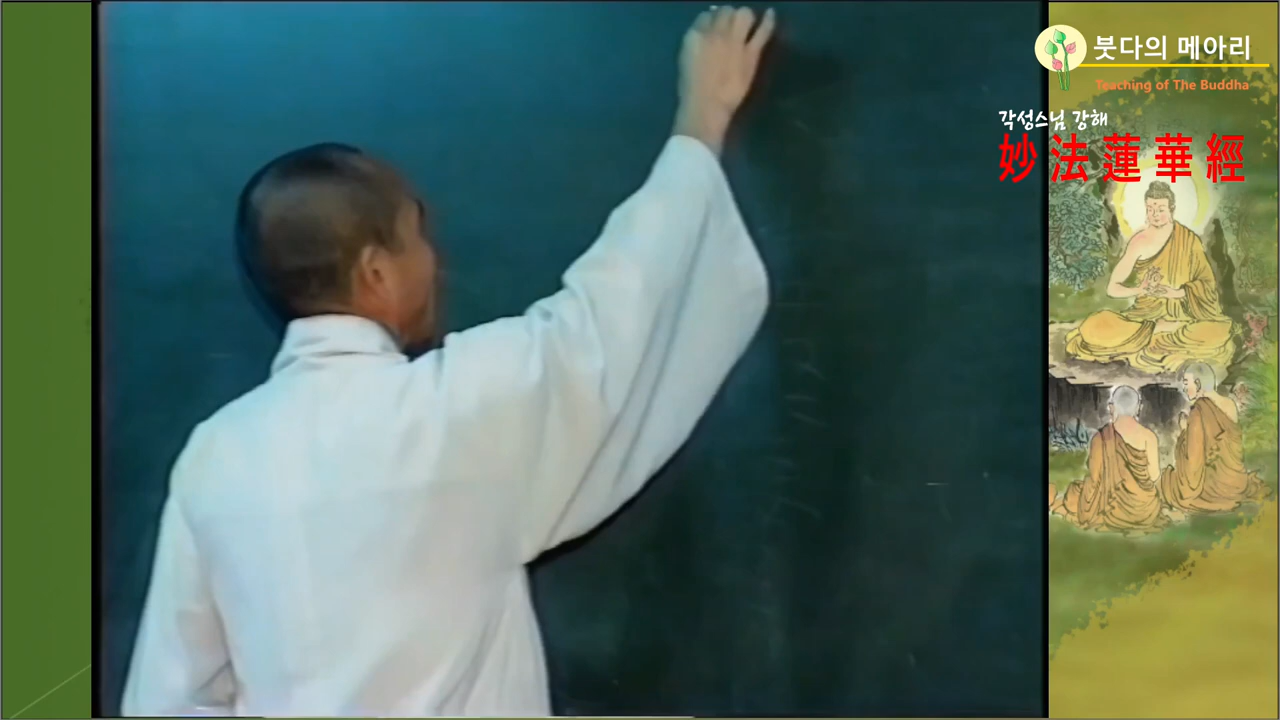 붓다의 메아리
Teaching of The Buddha
각성스님 강해
妙法蓮華經